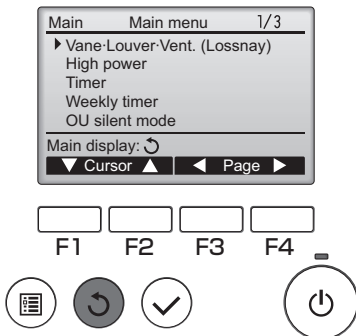 Main Main menu 1/3
Vane·Louver·Vent. (Lossnay)
High power
Timer
Weekly timer
OU silent mode
Main display:
Cursor Page
F1 F2 F3 F4